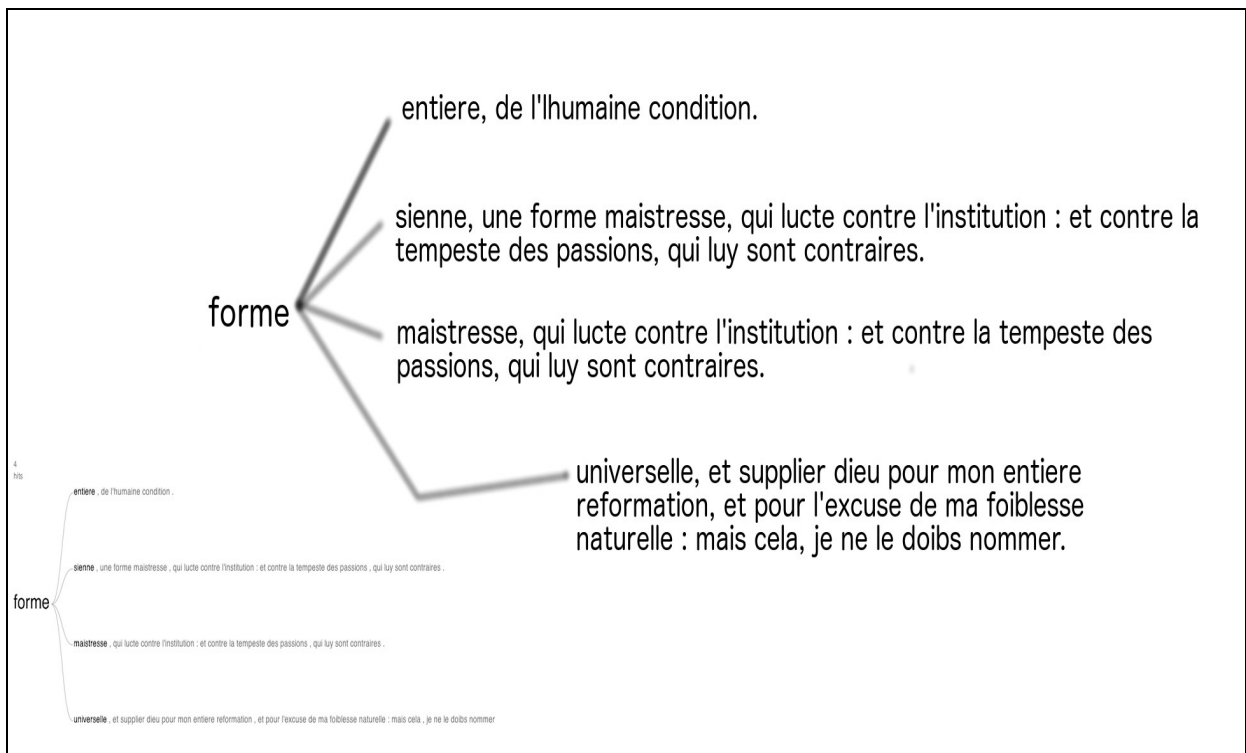 entiere, de l'lhumaine condition.
sienne, une forme maistresse, qui lucte contre l'institution : et contre la
tempeste des passions, qui luy sont contraires.
forme
maistresse, qui lucte contre l'institution : et contre la tempeste des
passions, qui luy sont contraires.
universelle, et supplier dieu pour mon entiere
reformation, et pour l'excuse de ma foiblesse
naturelle : mais cela, je ne le doibs nommer.
4
hits
entiere , de l'humaine condition .
sienne , une forme maistresse , qui lucte contre l'institution : et contre la tempeste des passions , qui luy sont contraires .
forme
maistresse , qui lucte contre l'institution : et contre la tempeste des passions , qui luy sont contraires .
universelle , et supplier dieu pour mon entiere reformation , et pour l'excuse de ma foiblesse naturelle : mais cela , je ne le doibs nommer